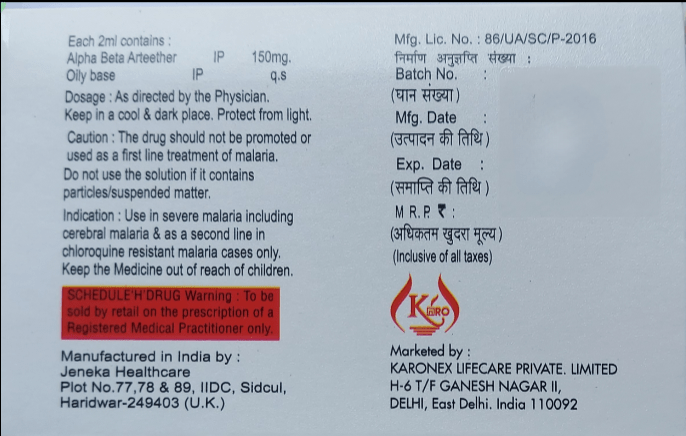 Each 2ml contains :
Alpha Beta Arteether IP 150mg.
Oily base IP q.s
Dosage : As directed by the Physician.
Keep in a cool & dark place. Protect from light.
Caution : The drug should not be promoted or
used as a first line treatment of malaria.
Do not use the solution if it contains
particles/suspended matter.
Indication : Use in severe malaria including
cerebral malaria & as a second line in
chloroquine resistant malaria cases only.
Keep the Medicine out of reach of children.
SCHEDULE'H'DRUG Warning : To be
sold by retail on the prescription of a
Registered Medical Practitioner only.
Manufactured in India by :
Jeneka Healthcare
Plot No.77,78 & 89, IIDC, Sidcul,
Haridwar-249403 (U.K.)
Mfg. Lic. No. : 86/UA/SC/P-2016
निर्माण अनुज्ञप्ति संख्या :
Batch No. :
(घान संख्या)
Mfg. Date :
(उत्पादन की तिथि)
Exp. Date :
(समाप्ति की तिथि)
M R.P. ₹ :
(अधिकतम खुदरा मूल्य)
(Inclusive of all taxes)
KARO
Marketed by :
KARONEX LIFECARE PRIVATE. LIMITED
H-6 T/F GANESH NAGAR II,
DELHI, East Delhi. India 110092